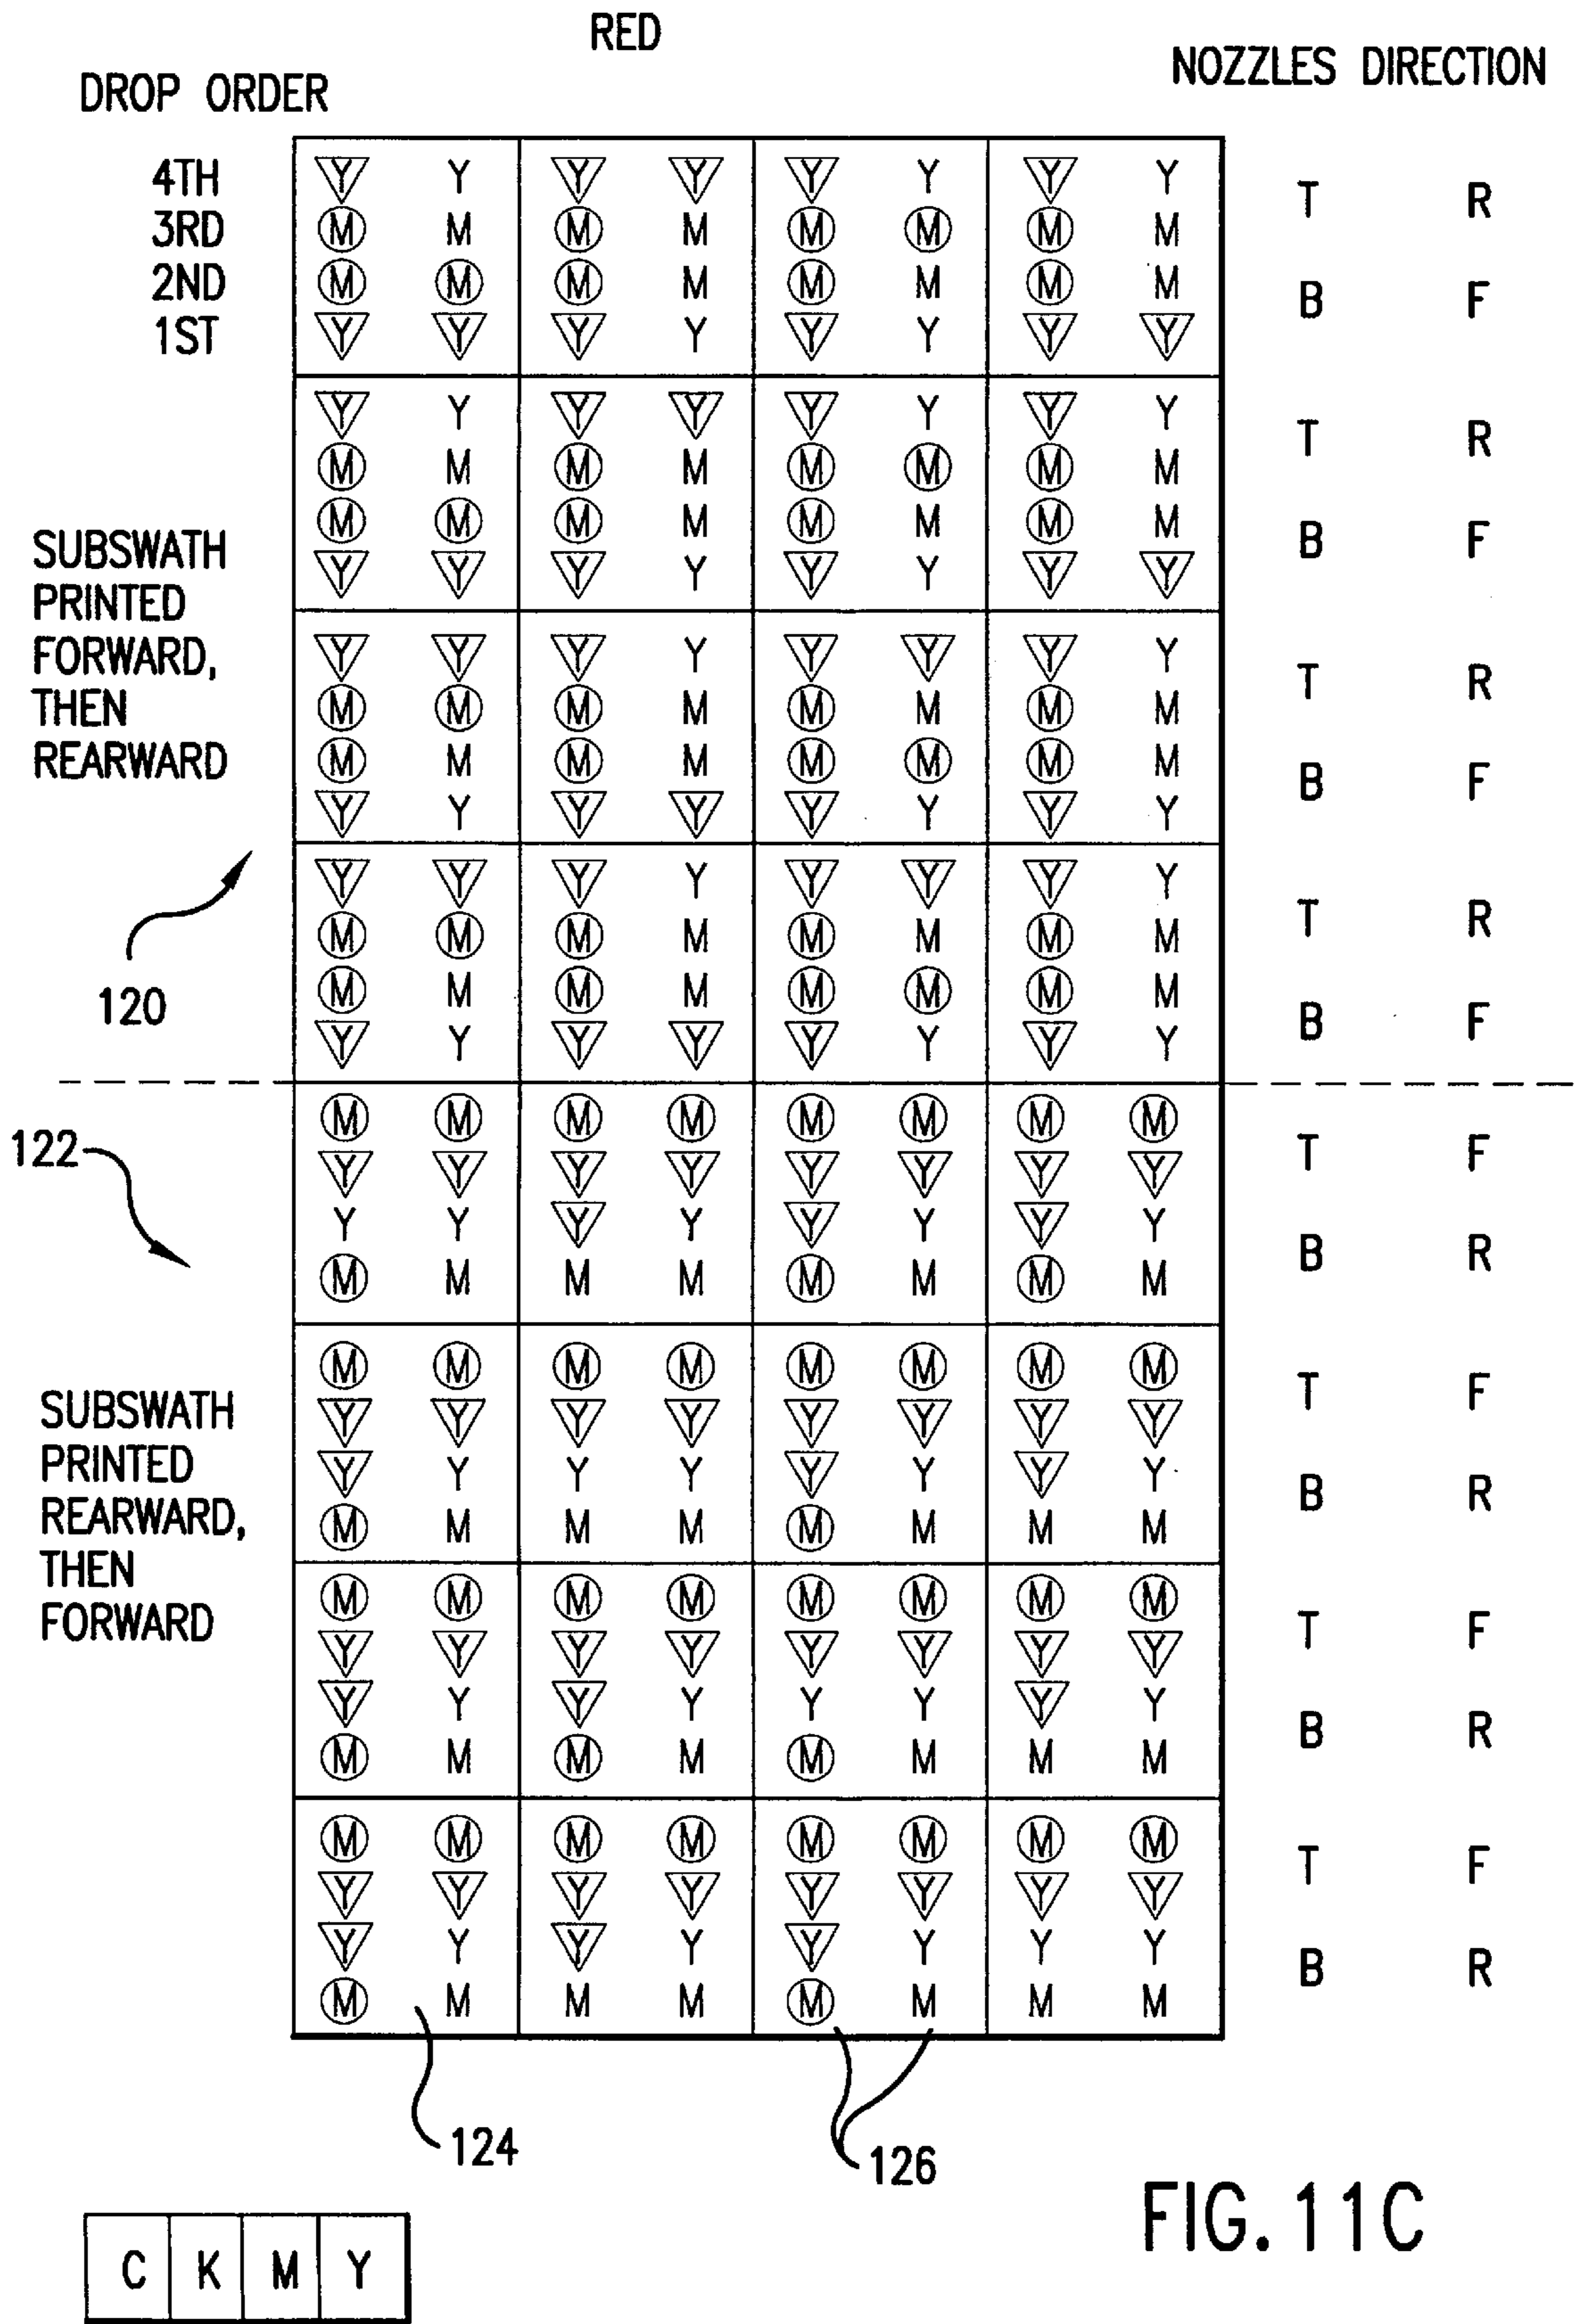 RED
DROP ORDER
NOZZLES DIRECTION
4TH Y Y Y Y Y Y Y Y T R
3RD M M M M M M M M
2ND M M M M M M M M B F
1ST Y Y Y Y Y Y Y Y
Y Y Y Y Y Y Y Y T R
M M M M M M M M
M M M M M M M M B F
Y Y Y Y Y Y Y Y
SUBSWATH
PRINTED
FORWARD,
THEN
REARWARD
Y Y Y Y Y Y Y Y T R
M M M M M M M M
M M M M M M M M B F
Y Y Y Y Y Y Y Y
Y Y Y Y Y Y Y Y T R
M M M M M M M M
M M M M M M M M B F
Y Y Y Y Y Y Y Y
120
122
M M M M M M M M T F
Y Y Y Y Y Y Y Y
Y Y Y Y Y Y Y Y B R
M M M M M M M M
M M M M M M M M T F
Y Y Y Y Y Y Y Y
Y Y Y Y Y Y Y Y B R
M M M M M M M M
SUBSWATH
PRINTED
REARWARD,
THEN
FORWARD
M M M M M M M M T F
Y Y Y Y Y Y Y Y
Y Y Y Y Y Y Y Y B R
M M M M M M M M
M M M M M M M M T F
Y Y Y Y Y Y Y Y
Y Y Y Y Y Y Y Y B R
M M M M M M M M
124
126
FIG. 11C
C K M Y